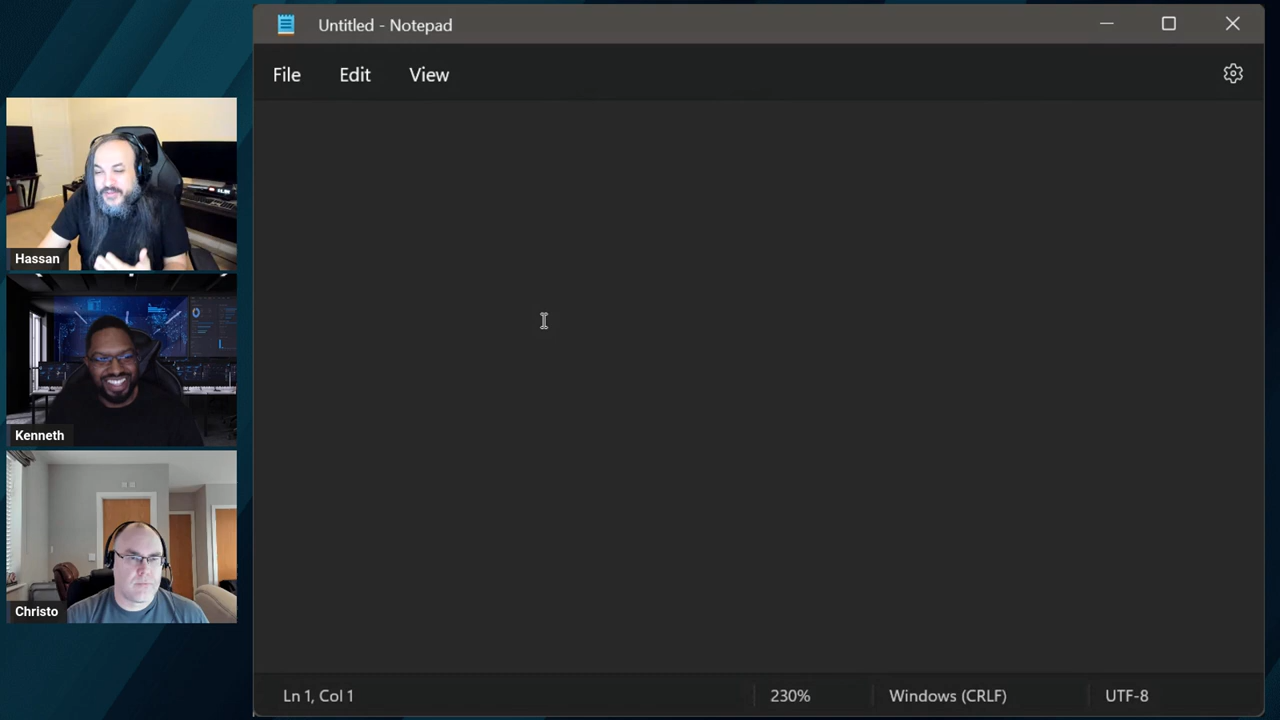 Untitled - Notepad
File Edit View
Hassan
Kenneth
Christo
Ln 1, Col 1 230% Windows (CRLF) UTF-8